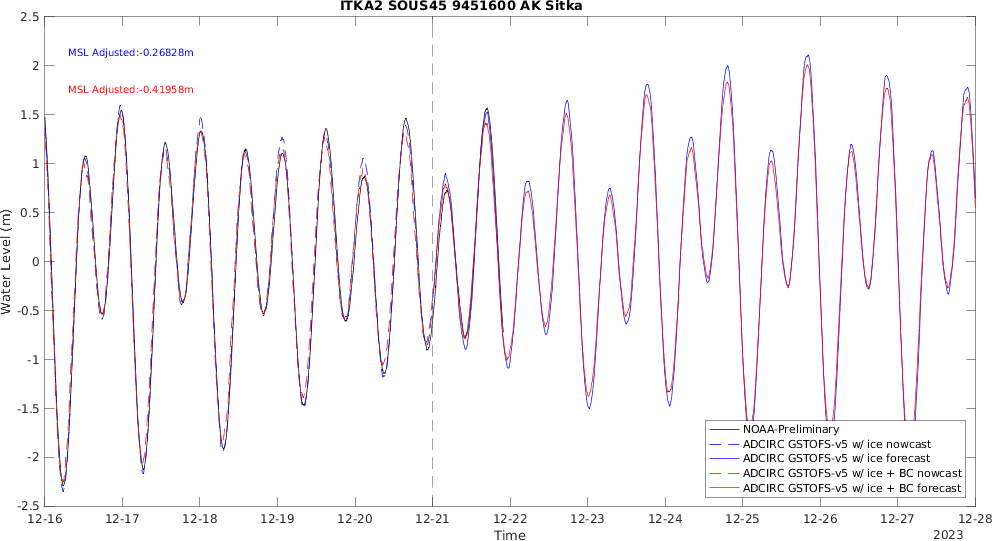 ITKA2 SOUS45 9451600 AK Sitka
MSL Adjusted:-0.26828m
MSL Adjusted:-0.41958m
Water Level (m)
2.5
2
1.5
1
0.5
0
-0.5
-1
-1.5
-2
-2.5
NOAA-Preliminary
ADCIRC GSTOFS-v5 w/ ice nowcast
ADCIRC GSTOFS-v5 w/ ice forecast
ADCIRC GSTOFS-v5 w/ ice + BC nowcast
ADCIRC GSTOFS-v5 w/ ice + BC forecast
12-16 12-17 12-18 12-19 12-20 12-21 12-22 12-23 12-24 12-25 12-26 12-27 12-28
Time
2023